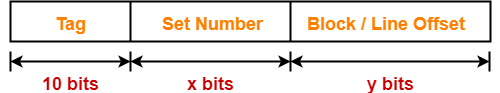 Tag Set Number Block / Line Offset
10 bits x bits y bits